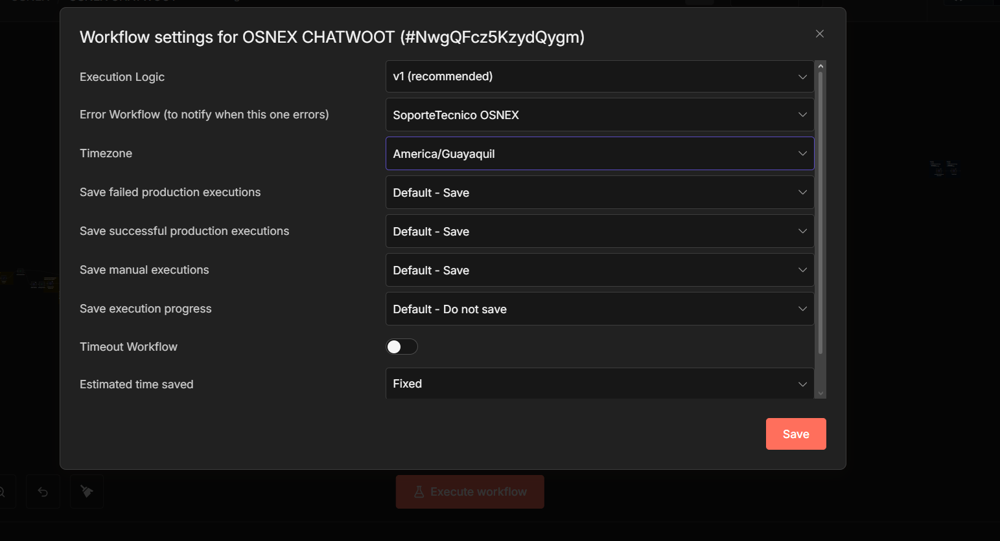 Workflow settings for OSNEX CHATWOOT (#NwgQFcz5KzydQygm)
Execution Logic
v1 (recommended)
Error Workflow (to notify when this one errors)
SoporteTecnico OSNEX
Timezone
America/Guayaquil
Save failed production executions
Default - Save
Save successful production executions
Default - Save
Save manual executions
Default - Save
Save execution progress
Default - Do not save
Timeout Workflow
Estimated time saved
Fixed
Save
Execute workflow